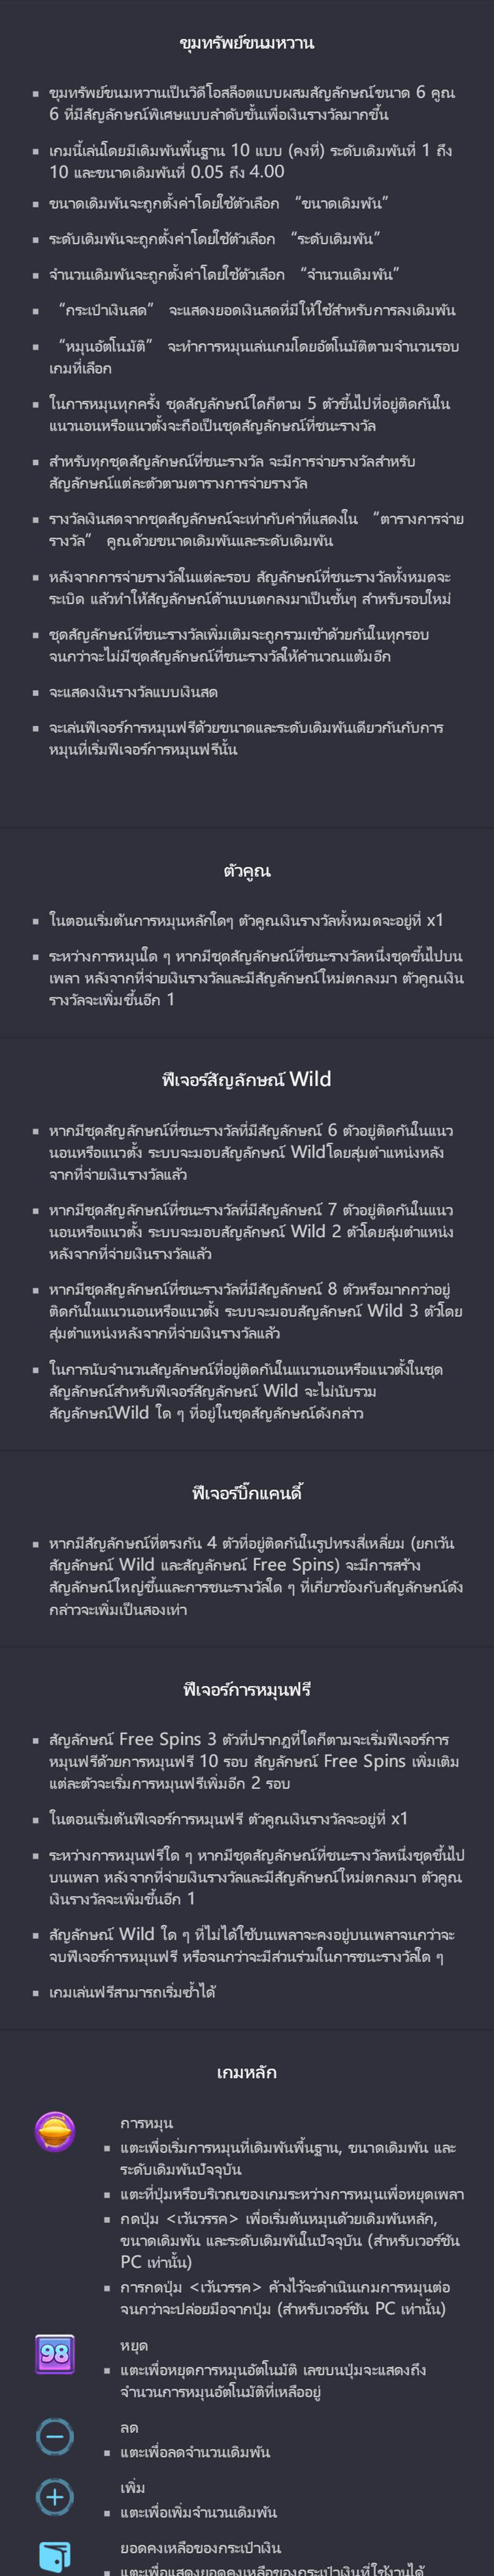 ขุมทรัพย์ขนมหวาน
▪ ขุมทรัพย์ขนมหวานเป็นวิดีโอสล็อตแบบผสมสัญลักษณ์ขนาด 6 คูณ
6 ที่มีสัญลักษณ์พิเศษแบบลำดับขั้นเพื่อเงินรางวัลมากขึ้น
▪ เกมนี้เล่นโดยมีเดิมพันพื้นฐาน 10 แบบ (คงที่) ระดับเดิมพันที่ 1 ถึง
10 และขนาดเดิมพันที่ 0.05 ถึง 4.00
▪ ขนาดเดิมพันจะถูกตั้งค่าโดยใช้ตัวเลือก “ขนาดเดิมพัน”
▪ ระดับเดิมพันจะถูกตั้งค่าโดยใช้ตัวเลือก “ระดับเดิมพัน”
▪ จำนวนเดิมพันจะถูกตั้งค่าโดยใช้ตัวเลือก “จำนวนเดิมพัน”
▪ “กระเป๋าเงินสด” จะแสดงยอดเงินสดที่มีให้ใช้สำหรับการลงเดิมพัน
▪ “หมุนอัตโนมัติ” จะทำการหมุนเล่นเกมโดยอัตโนมัติตามจำนวนรอบ
เกมที่เลือก
▪ ในการหมุนทุกครั้ง ชุดสัญลักษณ์ใดก็ตาม 5 ตัวขึ้นไปที่อยู่ติดกันใน
แนวนอนหรือแนวตั้งจะถือเป็นชุดสัญลักษณ์ที่ชนะรางวัล
▪ สำหรับทุกชุดสัญลักษณ์ที่ชนะรางวัล จะมีการจ่ายรางวัลสำหรับ
สัญลักษณ์แต่ละตัวตามตารางการจ่ายรางวัล
▪ รางวัลเงินสดจากชุดสัญลักษณ์จะเท่ากับค่าที่แสดงใน “ตารางการจ่าย
รางวัล” คูณด้วยขนาดเดิมพันและระดับเดิมพัน
▪ หลังจากการจ่ายรางวัลในแต่ละรอบ สัญลักษณ์ที่ชนะรางวัลทั้งหมดจะ
ระเบิด แล้วทำให้สัญลักษณ์ด้านบนตกลงมาเป็นชั้นๆ สำหรับรอบใหม่
▪ ชุดสัญลักษณ์ที่ชนะรางวัลเพิ่มเติมจะถูกรวมเข้าด้วยกันในทุกรอบ
จนกว่าจะไม่มีชุดสัญลักษณ์ที่ชนะรางวัลให้คำนวณแต้มอีก
▪ จะแสดงเงินรางวัลแบบเงินสด
▪ จะเล่นฟีเจอร์การหมุนฟรีด้วยขนาดและระดับเดิมพันเดียวกันกับการ
หมุนที่เริ่มฟีเจอร์การหมุนฟรีนั้น
ตัวคูณ
▪ ในตอนเริ่มต้นการหมุนหลักใดๆ ตัวคูณเงินรางวัลทั้งหมดจะอยู่ที่ x1
▪ ระหว่างการหมุนใด ๆ หากมีชุดสัญลักษณ์ที่ชนะรางวัลหนึ่งชุดขึ้นไปบน
เพลา หลังจากที่จ่ายเงินรางวัลและมีสัญลักษณ์ใหม่ตกลงมา ตัวคูณเงิน
รางวัลจะเพิ่มขึ้นอีก 1
ฟีเจอร์สัญลักษณ์ Wild
▪ หากมีชุดสัญลักษณ์ที่ชนะรางวัลที่มีสัญลักษณ์ 6 ตัวอยู่ติดกันในแนว
นอนหรือแนวตั้ง ระบบจะมอบสัญลักษณ์ Wildโดยสุ่มตำแหน่งหลัง
จากที่จ่ายเงินรางวัลแล้ว
▪ หากมีชุดสัญลักษณ์ที่ชนะรางวัลที่มีสัญลักษณ์ 7 ตัวอยู่ติดกันในแนว
นอนหรือแนวตั้ง ระบบจะมอบสัญลักษณ์ Wild 2 ตัวโดยสุ่มตำแหน่ง
หลังจากที่จ่ายเงินรางวัลแล้ว
▪ หากมีชุดสัญลักษณ์ที่ชนะรางวัลที่มีสัญลักษณ์ 8 ตัวหรือมากกว่าอยู่
ติดกันในแนวนอนหรือแนวตั้ง ระบบจะมอบสัญลักษณ์ Wild 3 ตัวโดย
สุ่มตำแหน่งหลังจากที่จ่ายเงินรางวัลแล้ว
▪ ในการนับจำนวนสัญลักษณ์ที่อยู่ติดกันในแนวนอนหรือแนวตั้งในชุด
สัญลักษณ์สำหรับฟีเจอร์สัญลักษณ์ Wild จะไม่นับรวม
สัญลักษณ์Wild ใด ๆ ที่อยู่ในชุดสัญลักษณ์ดังกล่าว
ฟีเจอร์บิ๊กแคนดี้
▪ หากมีสัญลักษณ์ที่ตรงกัน 4 ตัวที่อยู่ติดกันในรูปทรงสี่เหลี่ยม (ยกเว้น
สัญลักษณ์ Wild และสัญลักษณ์ Free Spins) จะมีการสร้าง
สัญลักษณ์ใหญ่ขึ้นและการชนะรางวัลใด ๆ ที่เกี่ยวข้องกับสัญลักษณ์ดัง
กล่าวจะเพิ่มเป็นสองเท่า
ฟีเจอร์การหมุนฟรี
▪ สัญลักษณ์ Free Spins 3 ตัวที่ปรากฏที่ใดก็ตามจะเริ่มฟีเจอร์การ
หมุนฟรีด้วยการหมุนฟรี 10 รอบ สัญลักษณ์ Free Spins เพิ่มเติม
แต่ละตัวจะเริ่มการหมุนฟรีเพิ่มอีก 2 รอบ
▪ ในตอนเริ่มต้นฟีเจอร์การหมุนฟรี ตัวคูณเงินรางวัลจะอยู่ที่ x1
▪ ระหว่างการหมุนฟรีใด ๆ หากมีชุดสัญลักษณ์ที่ชนะรางวัลหนึ่งชุดขึ้นไป
บนเพลา หลังจากที่จ่ายเงินรางวัลและมีสัญลักษณ์ใหม่ตกลงมา ตัวคูณ
เงินรางวัลจะเพิ่มขึ้นอีก 1
▪ สัญลักษณ์ Wild ใด ๆ ที่ไม่ได้ใช้บนเพลาจะคงอยู่บนเพลาจนกว่าจะ
จบฟีเจอร์การหมุนฟรี หรือจนกว่าจะมีส่วนร่วมในการชนะรางวัลใด ๆ
▪ เกมเล่นฟรีสามารถเริ่มซ้ำได้
เกมหลัก
การหมุน
▪ แตะเพื่อเริ่มการหมุนที่เดิมพันพื้นฐาน, ขนาดเดิมพัน และ
ระดับเดิมพันปัจจุบัน
▪ แตะที่ปุ่มหรือบริเวณของเกมระหว่างการหมุนเพื่อหยุดเพลา
▪ กดปุ่ม <เว้นวรรค> เพื่อเริ่มต้นหมุนด้วยเดิมพันหลัก,
ขนาดเดิมพัน และระดับเดิมพันในปัจจุบัน (สำหรับเวอร์ชัน
PC เท่านั้น)
▪ การกดปุ่ม <เว้นวรรค> ค้างไว้จะดำเนินเกมการหมุนต่อ
จนกว่าจะปล่อยมือจากปุ่ม (สำหรับเวอร์ชัน PC เท่านั้น)
98
หยุด
▪ แตะเพื่อหยุดการหมุนอัตโนมัติ เลขบนปุ่มจะแสดงถึง
จำนวนการหมุนอัตโนมัติที่เหลืออยู่
ลด
▪ แตะเพื่อลดจำนวนเดิมพัน
เพิ่ม
▪ แตะเพื่อเพิ่มจำนวนเดิมพัน
ยอดคงเหลือของกระเป๋าเงิน
▪ แตะเพื่อแสดงยอดคงเหลือของกระเป๋าเงินที่ใช้งานได้